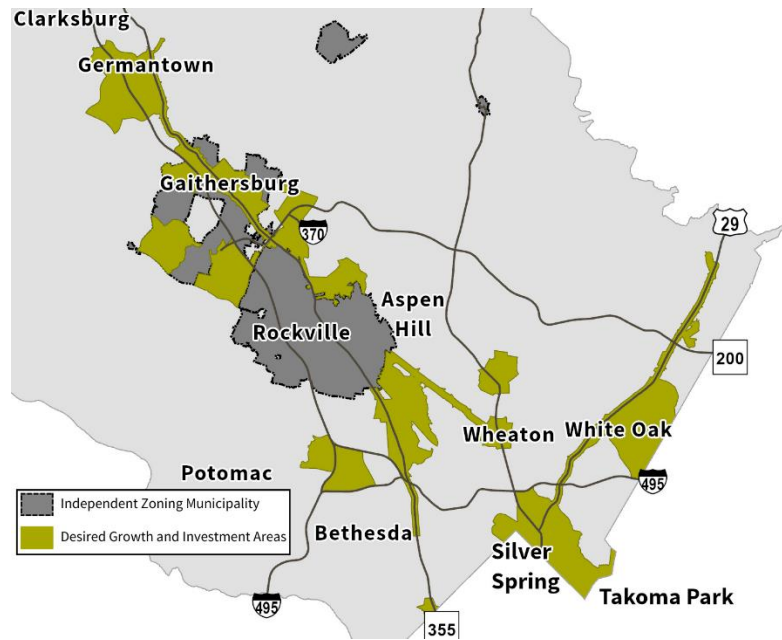 Clarksburg
Germantown
Gaithersburg
29
370
Aspen
Hill
Rockville
200
Wheaton
White Oak
Potomac
495
Independent Zoning Municipality
Desired Growth and Investment Areas
Bethesda
Silver
Spring
Takoma Park
495
355